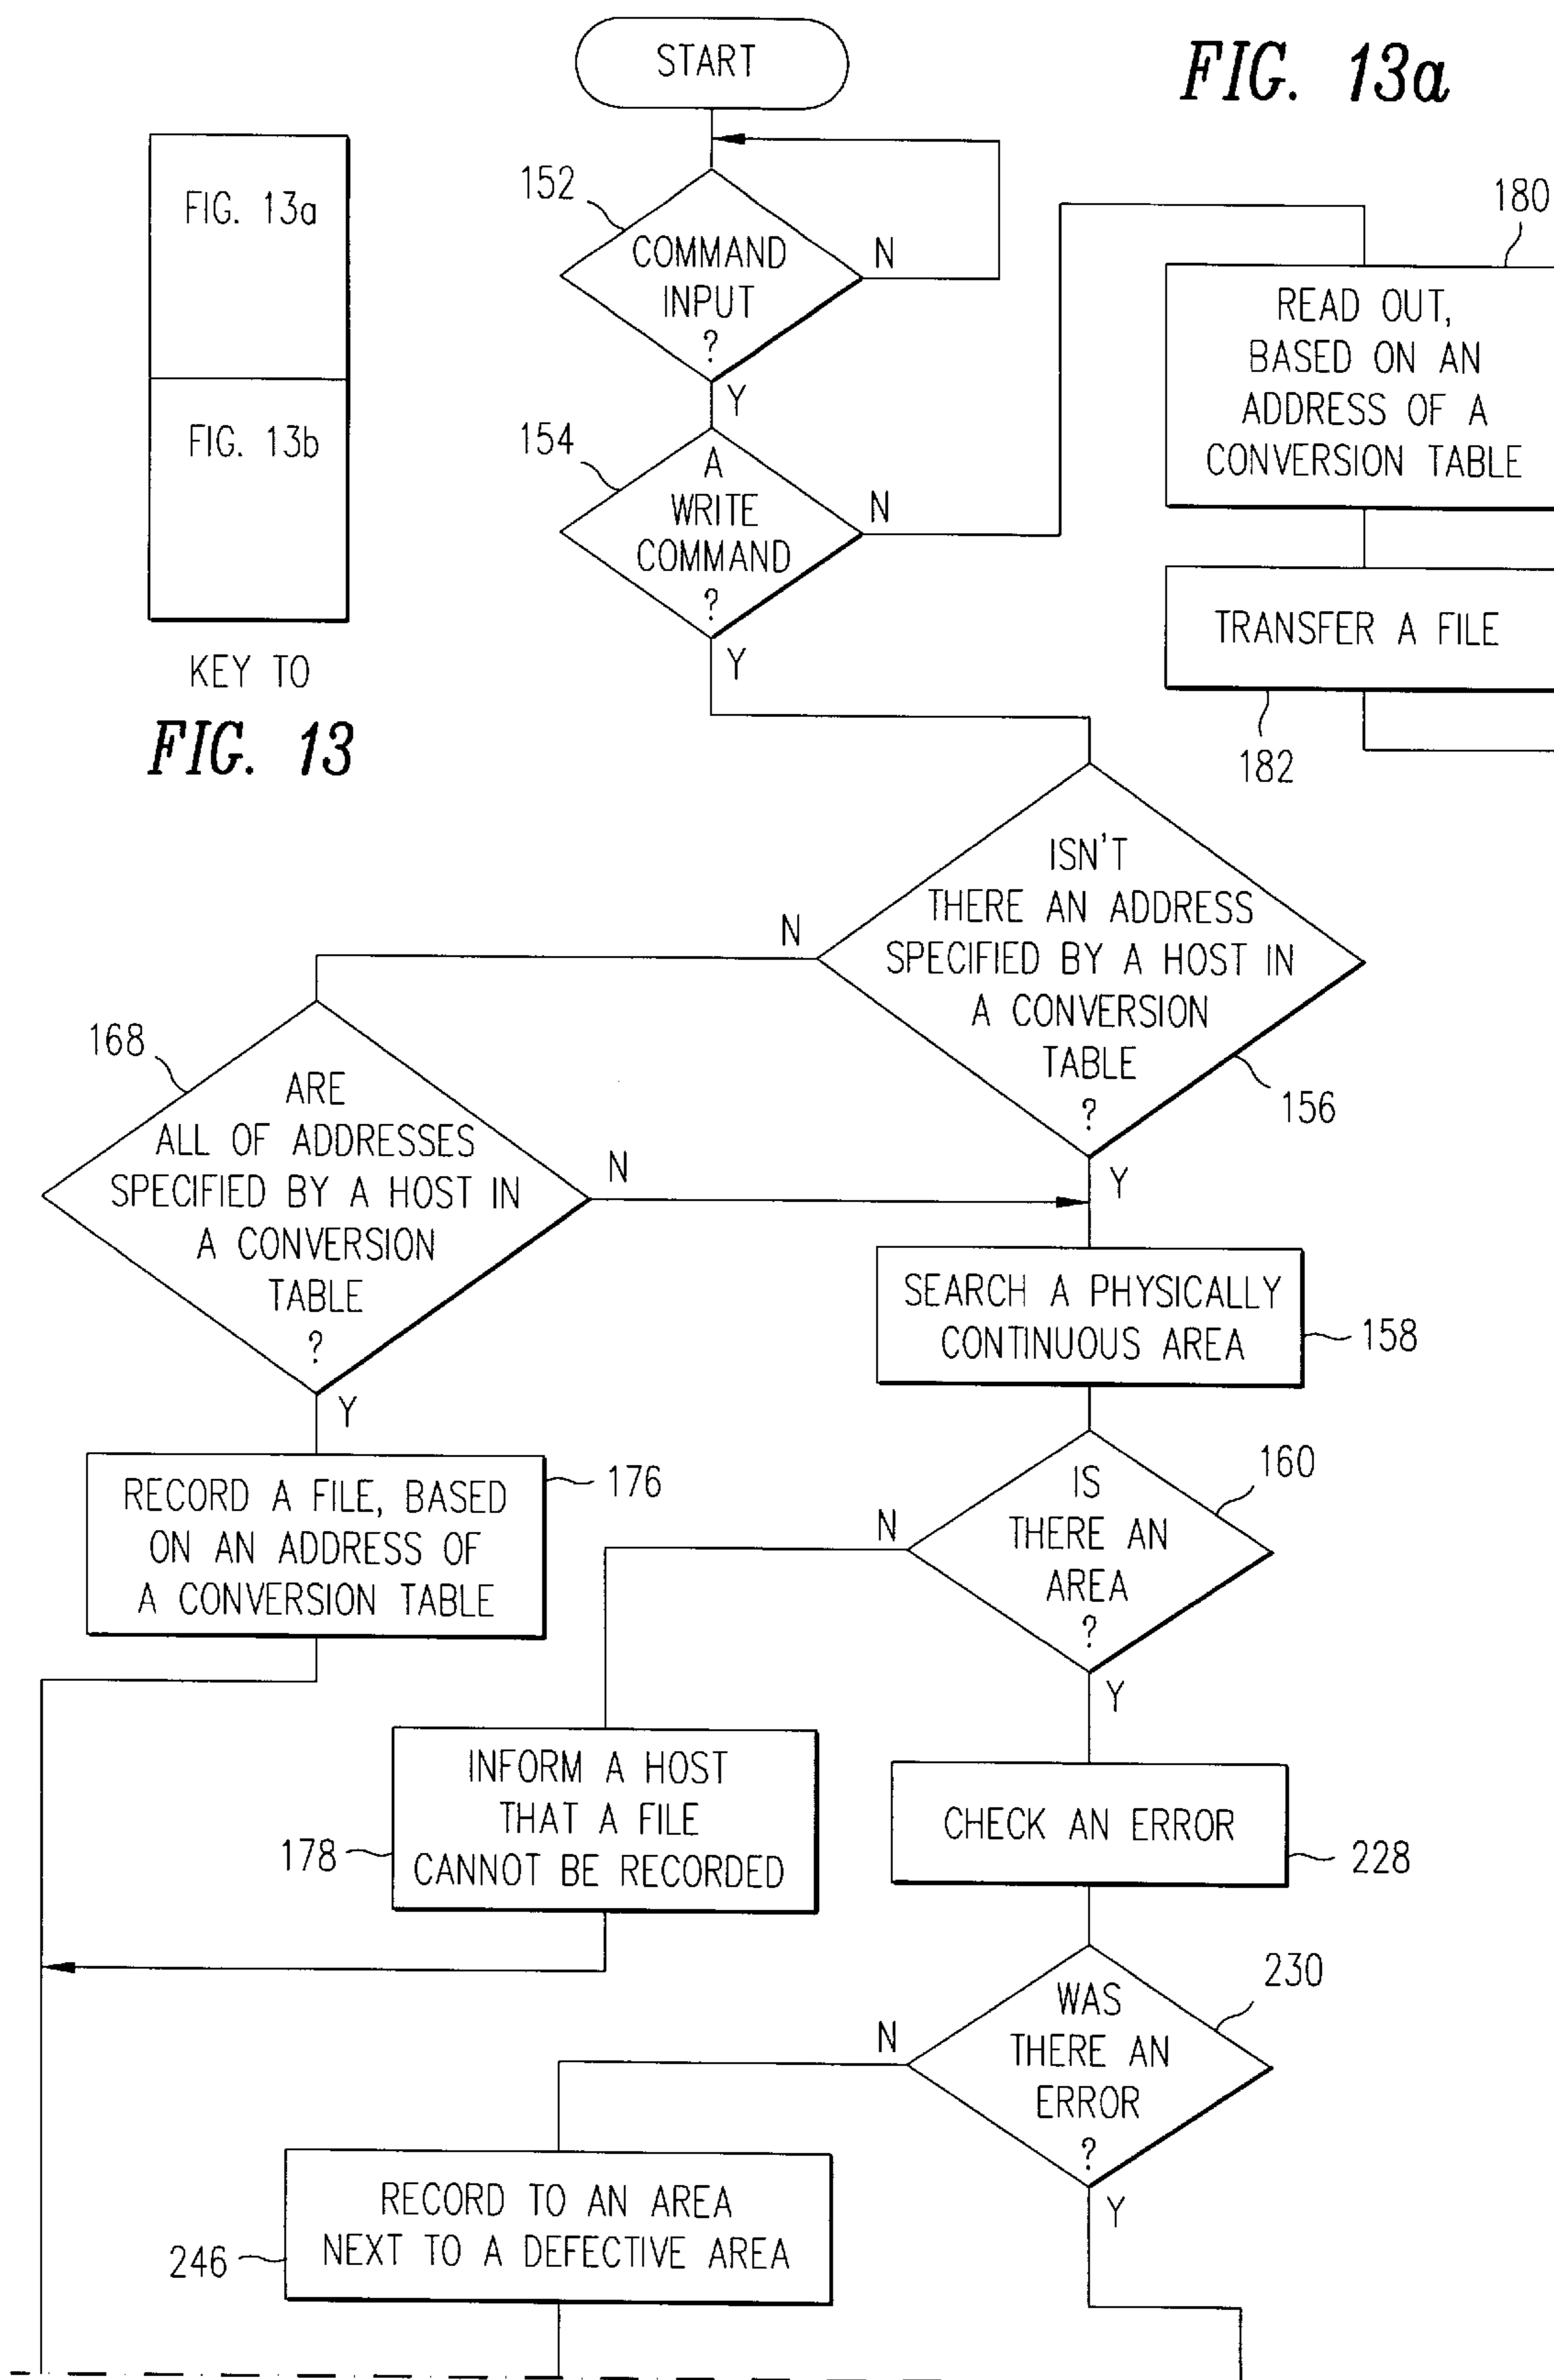 START
FIG. 13a
FIG. 13a
FIG. 13b
KEY TO
FIG. 13
152
COMMAND
INPUT
?
N
Y
154
A
WRITE
COMMAND
?
N
Y
180
READ OUT,
BASED ON AN
ADDRESS OF A
CONVERSION TABLE
TRANSFER A FILE
182
ISN'T
THERE AN ADDRESS
SPECIFIED BY A HOST IN
A CONVERSION
TABLE
?
N
156
Y
168
ARE
ALL OF ADDRESSES
SPECIFIED BY A HOST IN
A CONVERSION
TABLE
?
N
Y
SEARCH A PHYSICALLY
CONTINUOUS AREA
158
RECORD A FILE, BASED
ON AN ADDRESS OF
A CONVERSION TABLE
176
IS
THERE AN
AREA
?
160
N
Y
INFORM A HOST
THAT A FILE
CANNOT BE RECORDED
178
CHECK AN ERROR
228
WAS
THERE AN
ERROR
?
230
N
Y
RECORD TO AN AREA
NEXT TO A DEFECTIVE AREA
246